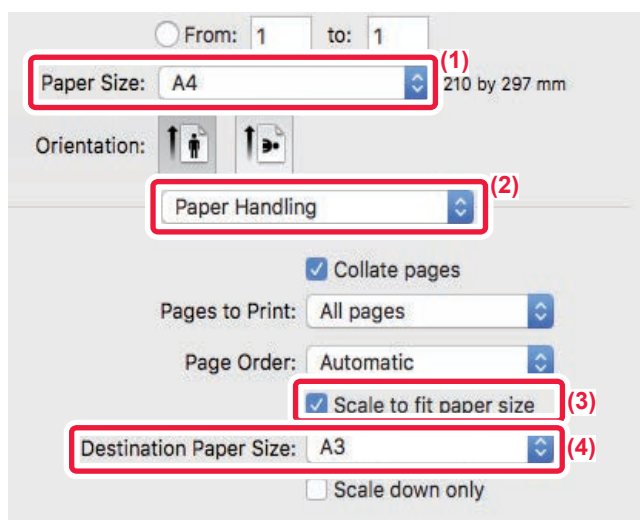 From: 1 to: 1
(1)
Paper Size: A4 210 by 297 mm
Orientation:
(2)
Paper Handling
Collate pages
Pages to Print: All pages
Page Order: Automatic
Scale to fit paper size (3)
Destination Paper Size: A3 (4)
Scale down only